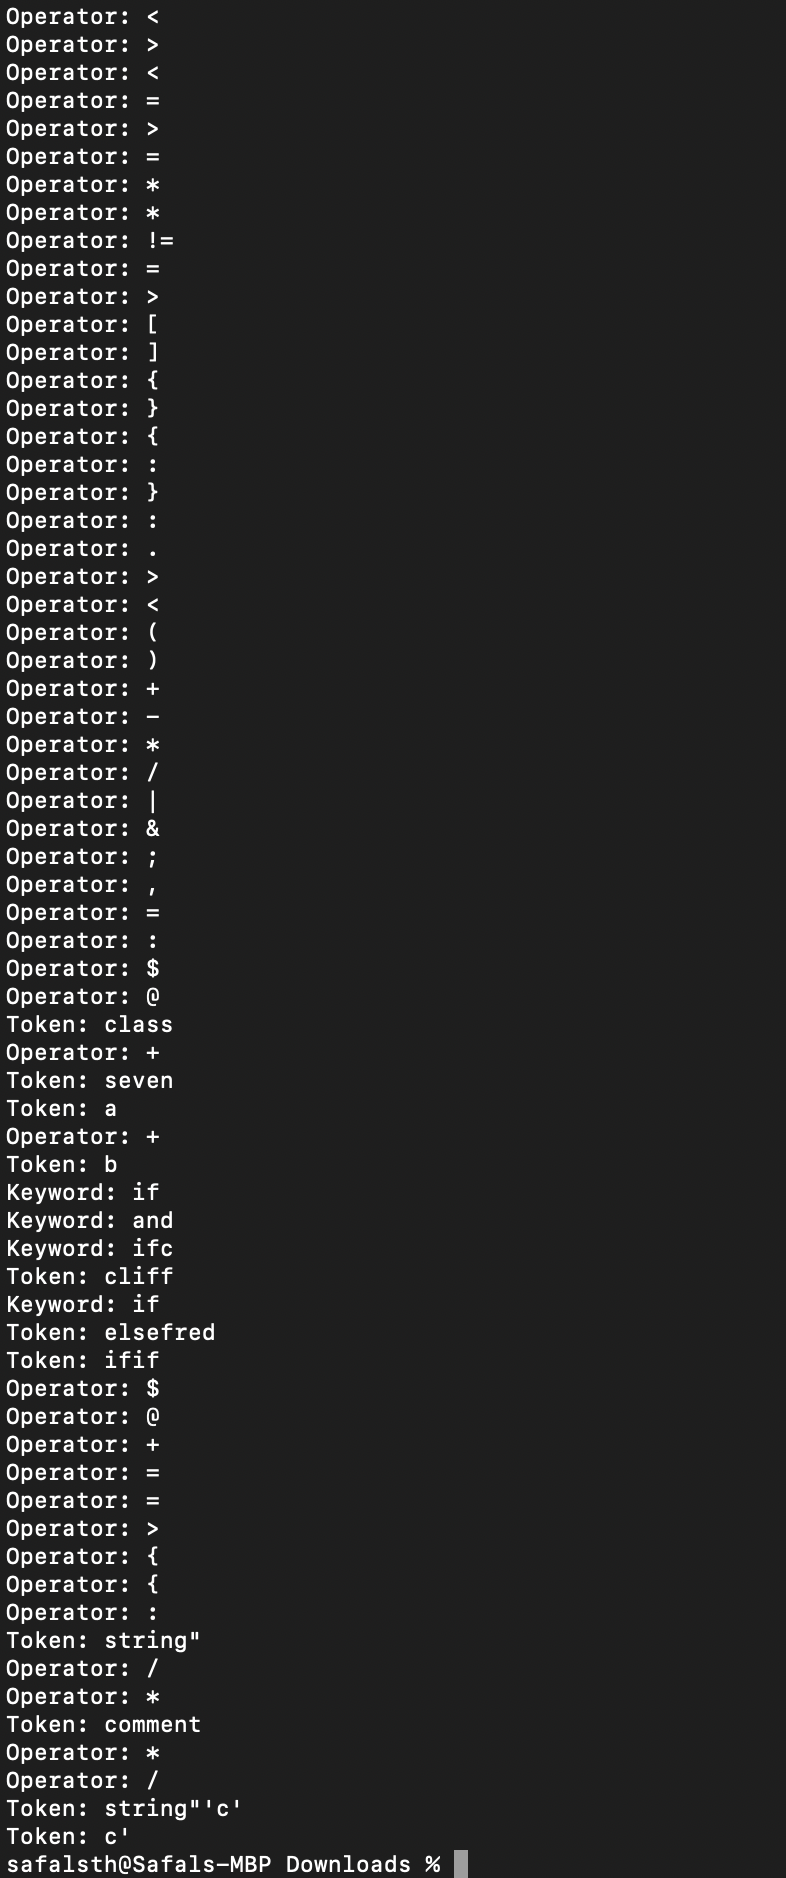 Operator: <
Operator: >
Operator: <
Operator: =
Operator: >
Operator: =
Operator: *
Operator: *
Operator: !=
Operator: =
Operator: >
Operator: [
Operator: ]
Operator: {
Operator: }
Operator: {
Operator: :
Operator: }
Operator: :
Operator: .
Operator: >
Operator: <
Operator: (
Operator: )
Operator: +
Operator: -
Operator: *
Operator: /
Operator: |
Operator: &
Operator: ;
Operator: ,
Operator: =
Operator: :
Operator: $
Operator: @
Token: class
Operator: +
Token: seven
Token: a
Operator: +
Token: b
Keyword: if
Keyword: and
Keyword: ifc
Token: cliff
Keyword: if
Token: elsefred
Token: ifif
Operator: $
Operator: @
Operator: +
Operator: =
Operator: =
Operator: >
Operator: {
Operator: {
Operator: :
Token: string"
Operator: /
Operator: *
Token: comment
Operator: *
Operator: /
Token: string"'c'
Token: c'
safalsth@Safals-MBP Downloads %